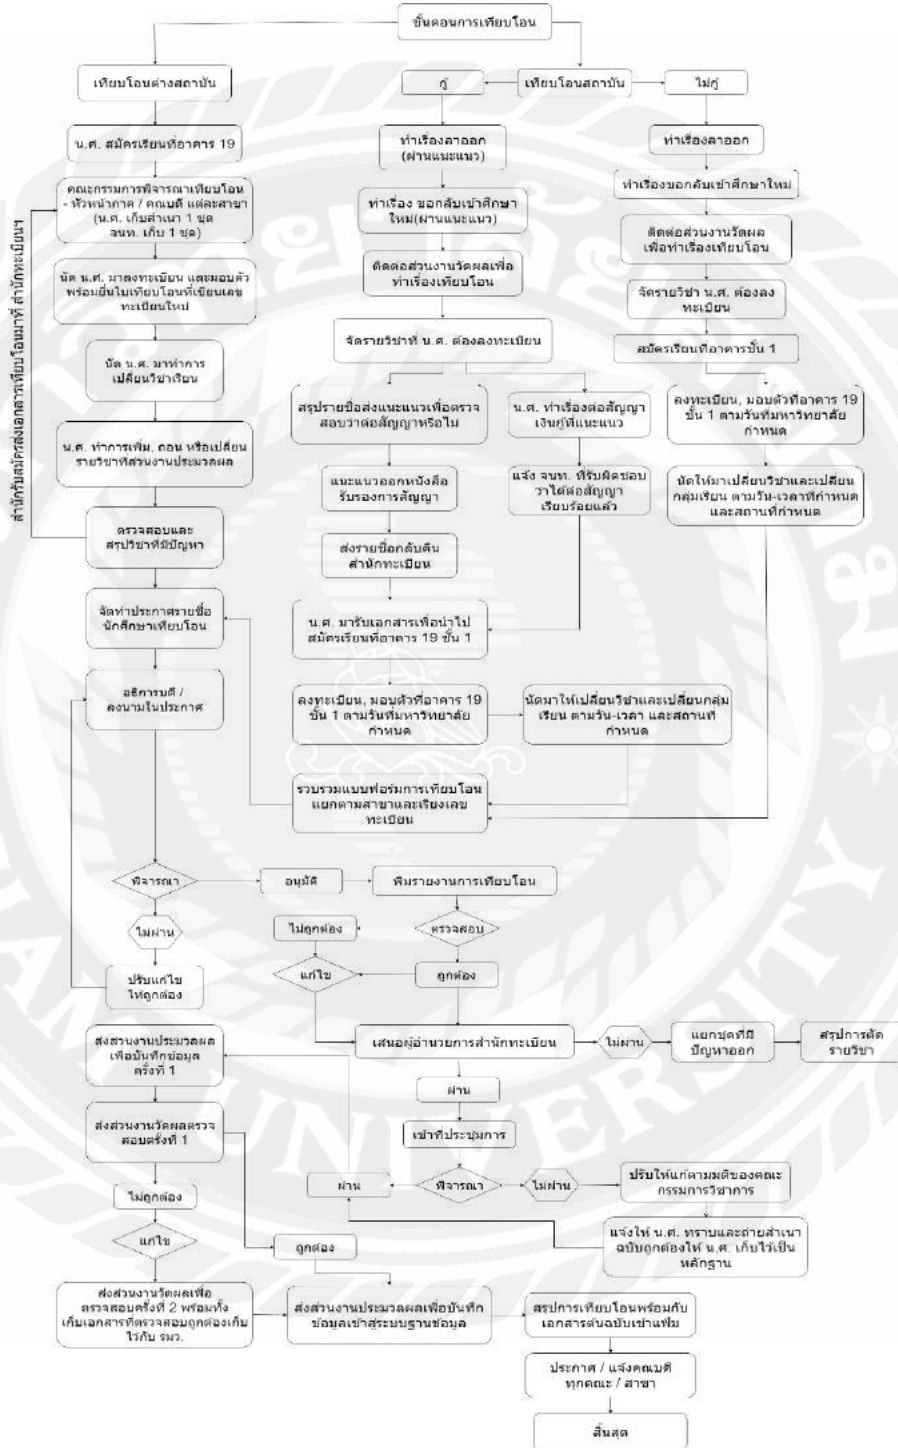 ขั้นตอนการเทียบโอน
เทียบโอนต่างสถาบัน
กู้
เทียบโอนสถาบัน
ไม่กู้
น.ศ. สมัครเรียนที่อาคาร 19
ทำเรื่องลาออก
(ผ่านแนะแนว)
ทำเรื่องลาออก
คณะกรรมการพิจารณาเทียบโอน
- หัวหน้าภาค / คณบดี แต่ละสาขา
(น.ศ. เก็บสำเนา 1 ชุด
จนท. เก็บ 1 ชุด)
ทำเรื่อง ขอกลับเข้าศึกษา
ใหม่(ผ่านแนะแนว)
ทำเรื่องขอกลับเข้าศึกษาใหม่
ติดต่อส่วนงานวัดผล
เพื่อทำเรื่องเทียบโอน
นัด น.ศ. มาลงทะเบียน และมอบตัว
พร้อมยื่นใบเทียบโอนที่เขียนเลข
ทะเบียนใหม่
ติดต่อส่วนงานวัดผลเพื่อ
ทำเรื่องเทียบโอน
จัดรายวิชา น.ศ. ต้องลง
ทะเบียน
จัดรายวิชาที่ น.ศ. ต้องลงทะเบียน
สมัครเรียนที่อาคารชั้น 1
นัด น.ศ. มาทำการ
เปลี่ยนวิชาเรียน
สรุปรายชื่อส่งแนะแนวเพื่อตรวจ
สอบว่าต่อสัญญาหรือไม่
น.ศ. ทำเรื่องต่อสัญญา
เงินกู้ที่แนะแนว
ลงทะเบียน, มอบตัวที่อาคาร 19
ชั้น 1 ตามวันที่มหาวิทยาลัย
กำหนด
น.ศ. ทำการเพิ่ม, ถอน หรือเปลี่ยน
รายวิชาที่ส่วนงานประมวลผล
แนะแนวออกหนังสือ
รับรองการสัญญา
แจ้ง จนท. ที่รับผิดชอบ
ว่าได้ต่อสัญญา
เรียบร้อยแล้ว
นัดให้มาเปลี่ยนวิชาและเปลี่ยน
กลุ่มเรียน ตามวัน-เวลาที่กำหนด
และสถานที่กำหนด
สำนักรับสมัครส่งเอกสารเทียบโอนมาที่ สำนักทะเบียนฯ
ตรวจสอบและ
สรุปวิชาที่มีปัญหา
ส่งรายชื่อกลับคืน
สำนักทะเบียน
จัดทำประกาศรายชื่อ
นักศึกษาเทียบโอน
น.ศ. มารับเอกสารเพื่อนำไป
สมัครเรียนที่อาคาร 19 ชั้น 1
อธิการบดี /
ลงนามในประกาศ
ลงทะเบียน, มอบตัวที่อาคาร 19
ชั้น 1 ตามวันที่มหาวิทยาลัย
กำหนด
นัดมาให้เปลี่ยนวิชาและเปลี่ยนกลุ่ม
เรียน ตามวัน-เวลา และสถานที่
กำหนด
รวบรวมแบบฟอร์มการเทียบโอน
แยกตามสาขาและเรียงเลข
ทะเบียน
พิจารณา
อนุมัติ
พิมรายงานการเทียบโอน
ไม่ผ่าน
ไม่ถูกต้อง
ตรวจสอบ
ปรับแก้ไข
ให้ถูกต้อง
แก้ไข
ถูกต้อง
ส่งส่วนงานประมวลผล
เพื่อบันทึกข้อมูล
ครั้งที่ 1
เสนอผู้อำนวยการสำนักทะเบียน
ไม่ผ่าน
แยกชุดที่มี
ปัญหาออก
สรุปการตัด
รายวิชา
ผ่าน
ส่งส่วนงานวัดผลตรวจ
สอบครั้งที่ 1
เข้าที่ประชุมการ
ไม่ถูกต้อง
ผ่าน
พิจารณา
ไม่ผ่าน
ปรับให้แก้ตามมติของคณะ
กรรมการวิชาการ
แก้ไข
ถูกต้อง
แจ้งให้ น.ศ. ทราบและถ่ายสำเนา
ฉบับถูกต้องให้ น.ศ. เก็บไว้เป็น
หลักฐาน
ส่งส่วนงานวัดผลเพื่อ
ตรวจสอบครั้งที่ 2 พร้อมทั้ง
เก็บเอกสารที่ตรวจสอบถูกต้องเก็บ
ไว้กับ รมว.
ส่งส่วนงานประมวลผลเพื่อบันทึก
ข้อมูลเข้าสู่ระบบฐานข้อมูล
สรุปการเทียบโอนพร้อมกับ
เอกสารต้นฉบับเข้าแฟ้ม
ประกาศ / แจ้งคณบดี
ทุกคณะ / สาขา
สิ้นสุด
UNIVERSITY